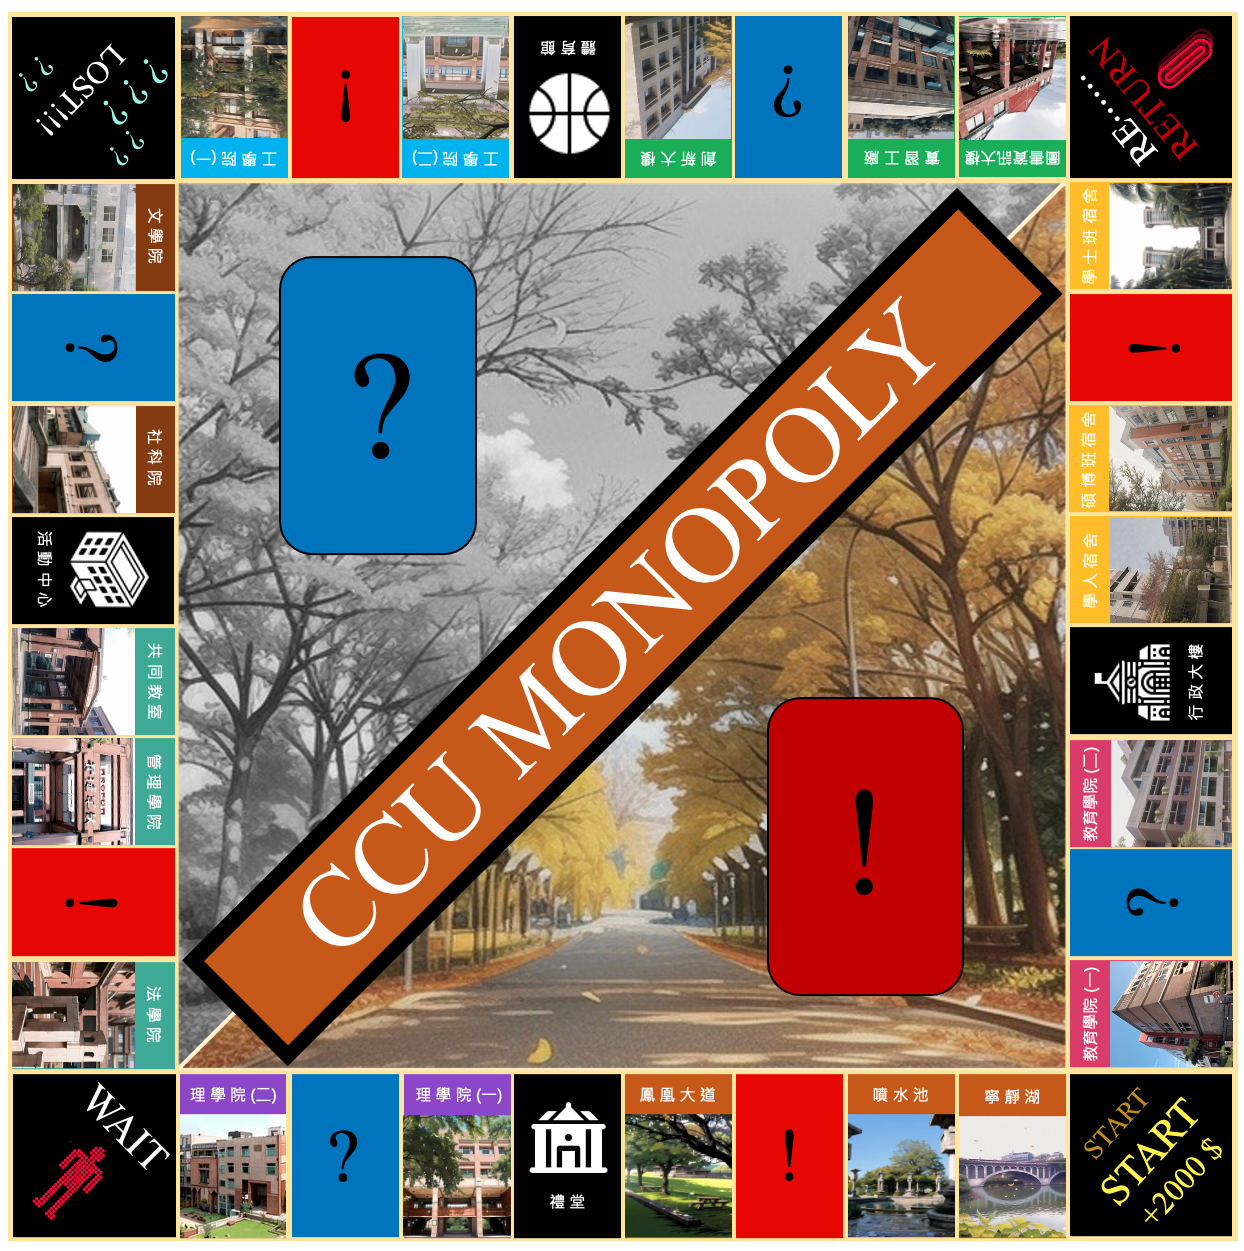 LOST!!!
? ? ? ? ? ? ?
工學院 (一)
!
工學院 (二)
體育館
創新大樓
?
實習工廠
圖書資訊大樓
RE......
RETURN
文學院
?
社科院
活動中心
共同教室
管理學院
!
法學院
?
CCU MONOPOLY
!
學士班宿舍
!
碩博班宿舍
學人宿舍
行政大樓
教育學院 (二)
?
教育學院 (一)
WAIT
理學院 (二)
?
理學院 (一)
禮堂
鳳凰大道
!
噴水池
寧靜湖
START
START
+2000 $